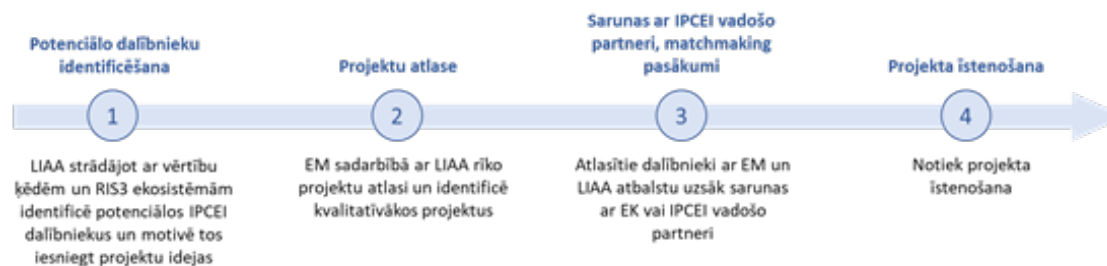 Potenciālo dalībnieku
identificēšana
1
LIAA strādājot ar vērtību
ķēdēm un RIS3 ekosistēmām
identificē potenciālos IPCEI
dalībniekus un motivē tos
iesniegt projektu idejas
Projektu atlase
2
EM sadarbībā ar LIAA rīko
projektu atlasi un identificē
kvalitatīvākos projektus
Sarunas ar IPCEI vadošo
partneri, matchmaking
pasākumi
3
Atlasītie dalībnieki ar EM un
LIAA atbalstu uzsāk sarunas
ar EK vai IPCEI vadošo
partneri
Projekta īstenošana
4
Notiek projekta
īstenošana